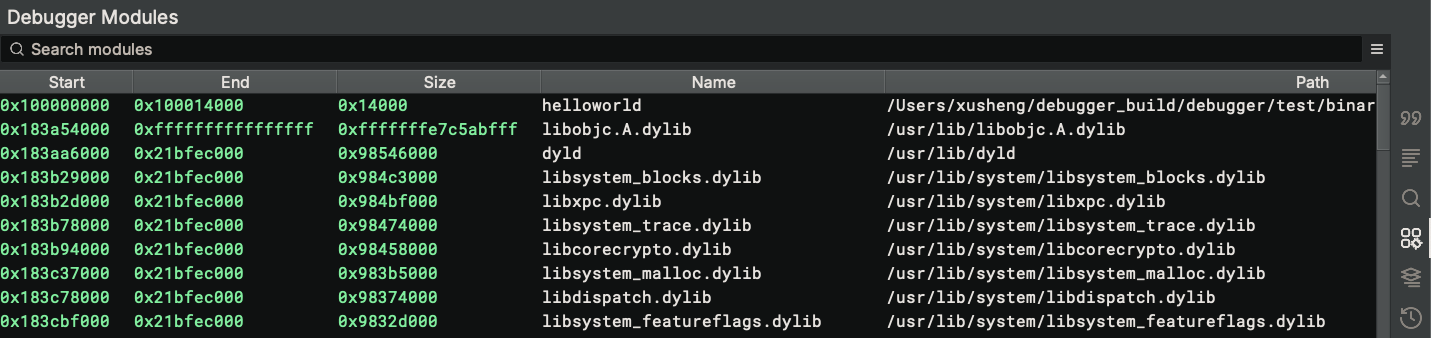 Debugger Modules
Search modules
Start End Size Name Path
0x100000000 0x100014000 0x14000 helloworld /Users/xusheng/debugger_build/debugger/test/binar
0x183a54000 0xffffffffffffffff 0xfffffffe7c5abfff libobjc.A.dylib /usr/lib/libobjc.A.dylib
0x183aa6000 0x21bfec000 0x98546000 dyld /usr/lib/dyld
0x183b29000 0x21bfec000 0x984c3000 libsystem_blocks.dylib /usr/lib/system/libsystem_blocks.dylib
0x183b2d000 0x21bfec000 0x984bf000 libxpc.dylib /usr/lib/system/libxpc.dylib
0x183b78000 0x21bfec000 0x98474000 libsystem_trace.dylib /usr/lib/system/libsystem_trace.dylib
0x183b94000 0x21bfec000 0x98458000 libcorecrypto.dylib /usr/lib/system/libcorecrypto.dylib
0x183c37000 0x21bfec000 0x983b5000 libsystem_malloc.dylib /usr/lib/system/libsystem_malloc.dylib
0x183c78000 0x21bfec000 0x98374000 libdispatch.dylib /usr/lib/system/libdispatch.dylib
0x183cbf000 0x21bfec000 0x9832d000 libsystem_featureflags.dylib /usr/lib/system/libsystem_featureflags.dylib